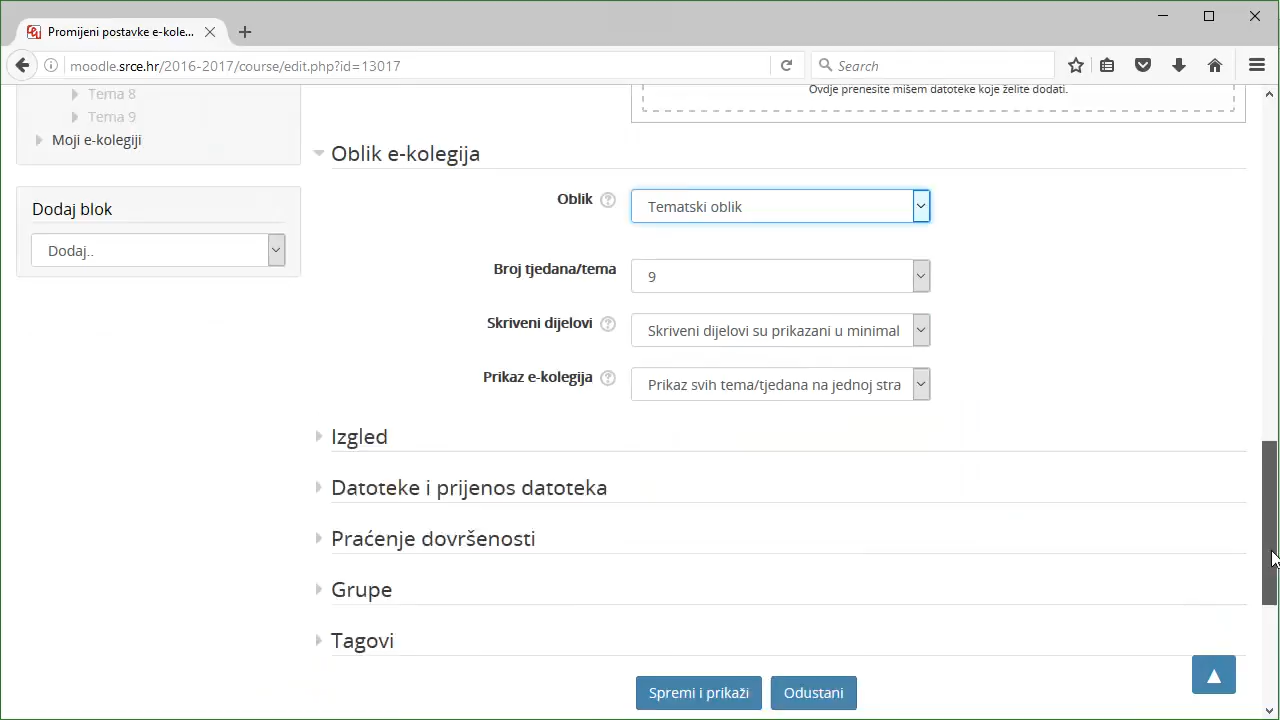 Promijeni postavke e-kole...
moodle.srce.hr/2016-2017/course/edit.php?id=13017
Search
Tema 8
Tema 9
Moji e-kolegiji
Dodaj blok
Dodaj..
Ovdje prenesite mišem datoteke koje želite dodati.
Oblik e-kolegija
Oblik
Tematski oblik
Broj tjedana/tema
9
Skriveni dijelovi
Skriveni dijelovi su prikazani u minimal
Prikaz e-kolegija
Prikaz svih tema/tjedana na jednoj stra
Izgled
Datoteke i prijenos datoteka
Praćenje dovršenosti
Grupe
Tagovi
Spremi i prikaži
Odustani